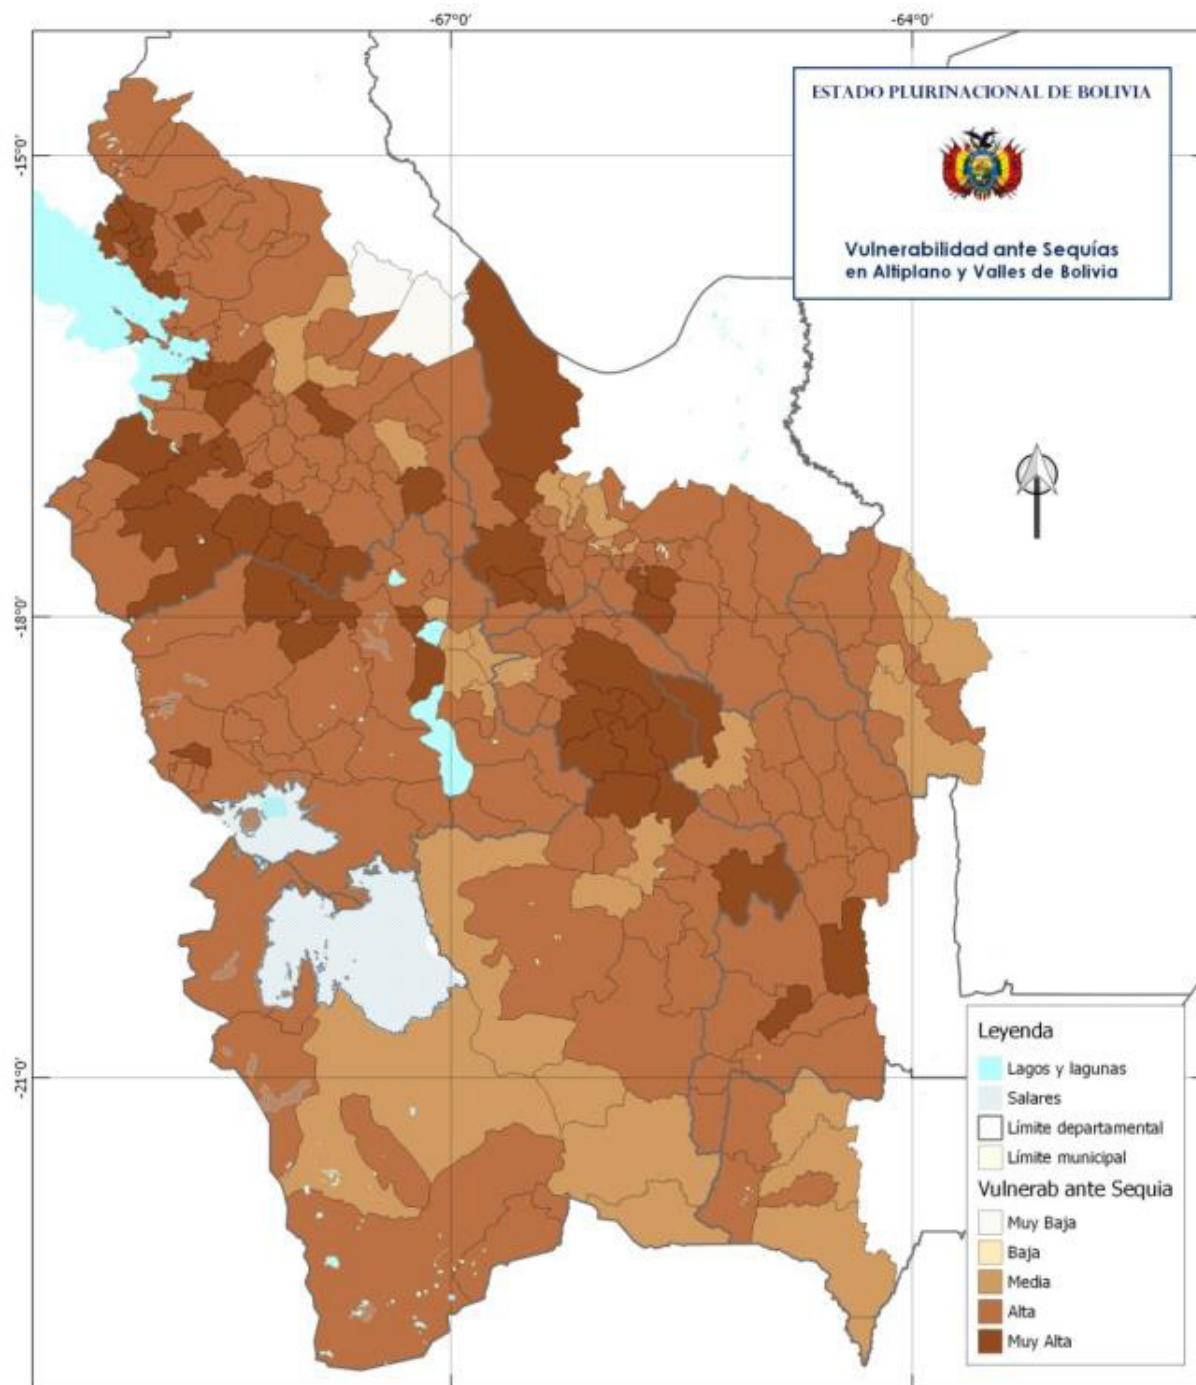 -67°0'
-64°0'
ESTADO PLURINACIONAL DE BOLIVIA
Vulnerabilidad ante Sequías
en Altiplano y Valles de Bolivia
-15°0'
-18°0'
-21°0'
Leyenda
Lagos y lagunas
Salares
Límite departamental
Límite municipal
Vulnerab ante Sequia
Muy Baja
Baja
Media
Alta
Muy Alta